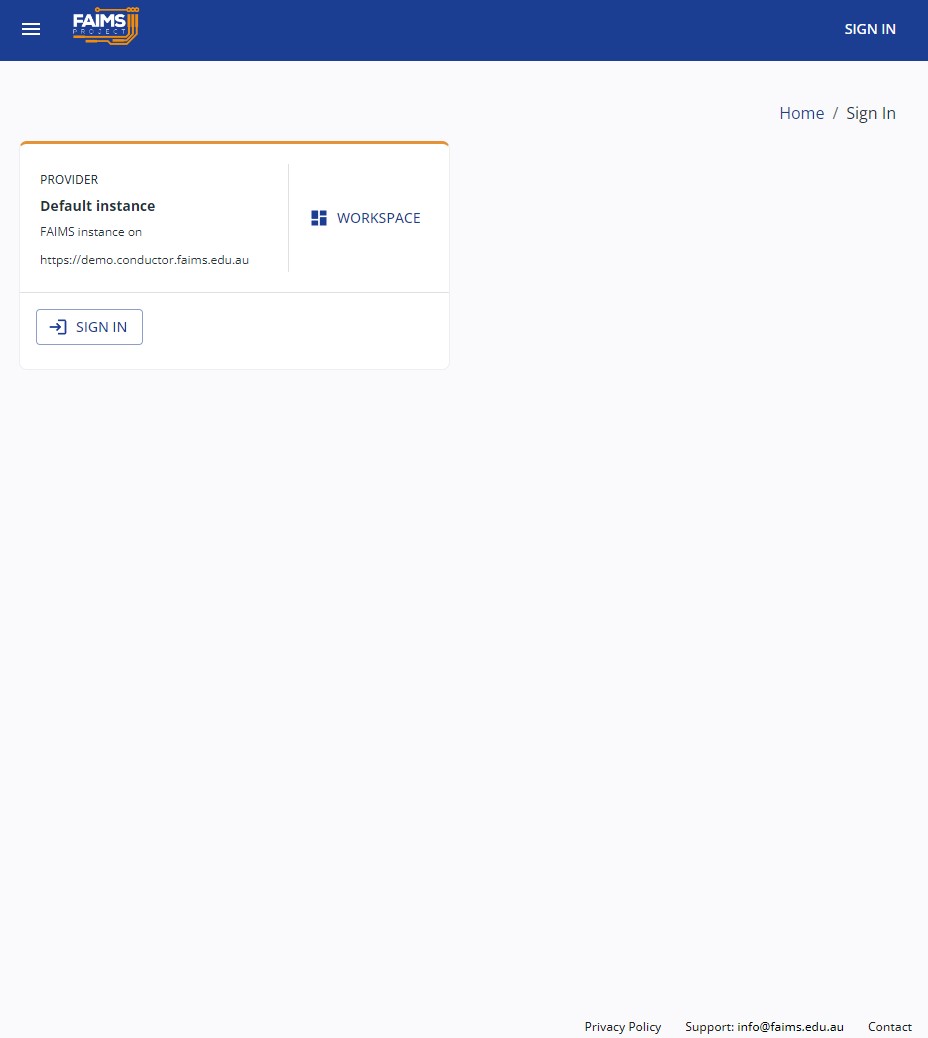 FAIMS
PROJECT
SIGN IN
Home / Sign In
PROVIDER
Default instance
FAIMS instance on
https://demo.conductor.faims.edu.au
WORKSPACE
SIGN IN
Privacy Policy Support: info@faims.edu.au Contact